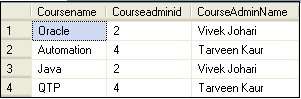 Coursename Courseadminid CourseAdminName
1 Oracle 2 Vivek Johari
2 Automation 4 Tarveen Kaur
3 Java 2 Vivek Johari
4 QTP 4 Tarveen Kaur